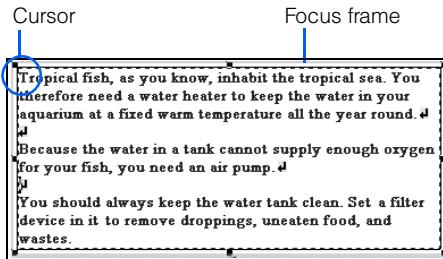 Cursor
Focus frame
Tropical fish, as you know, inhabit the tropical sea. You
therefore need a water heater to keep the water in your
aquarium at a fixed warm temperature all the year round.↲
↲
Because the water in a tank cannot supply enough oxygen
for your fish, you need an air pump.↲
↲
You should always keep the water tank clean. Set a filter
device in it to remove droppings, uneaten food, and
wastes.